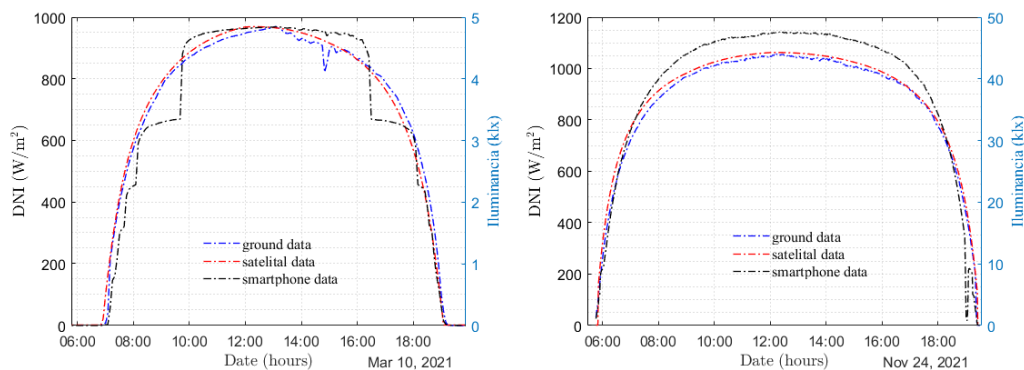 1000
800
600
400
200
0
DNI (W/m²)
5
4
3
2
1
0
Iluminancia (klx)
ground data
satelital data
smartphone data
06:00 08:00 10:00 12:00 14:00 16:00 18:00
Date (hours)
Mar 10, 2021
1200
1000
800
600
400
200
0
DNI (W/m²)
50
40
30
20
10
0
Iluminancia (klx)
ground data
satelital data
smartphone data
06:00 08:00 10:00 12:00 14:00 16:00 18:00
Date (hours)
Nov 24, 2021